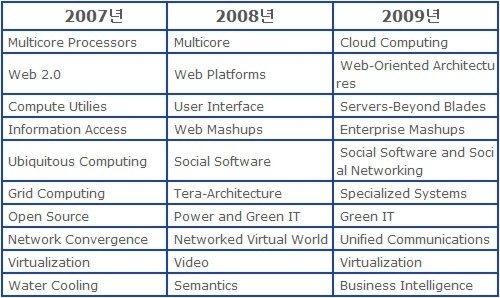 2007년 2008년 2009년
Multicore Processors Multicore Cloud Computing
Web 2.0 Web Platforms Web-Oriented Architectu
res
Compute Utilies User Interface Servers-Beyond Blades
Information Access Web Mashups Enterprise Mashups
Ubiquitous Computing Social Software Social Software and Soci
al Networking
Grid Computing Tera-Architecture Specialized Systems
Open Source Power and Green IT Green IT
Network Convergence Networked Virtual World Unified Communications
Virtualization Video Virtualization
Water Cooling Semantics Business Intelligence